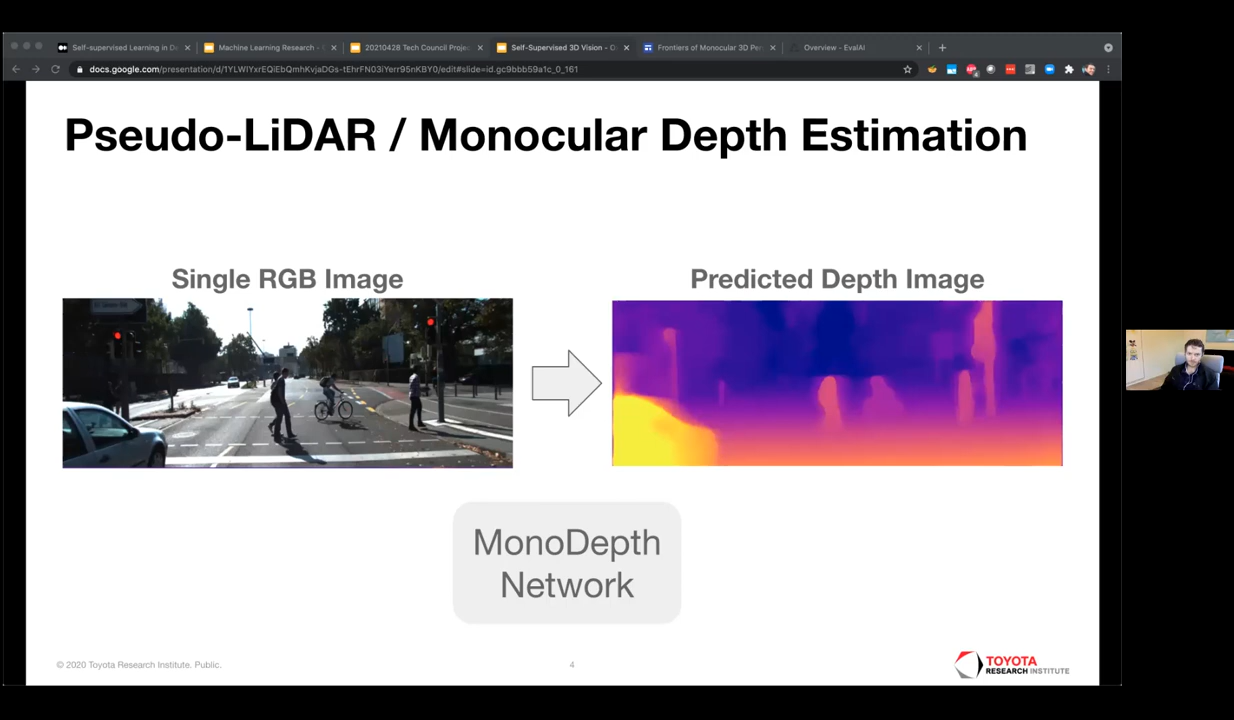 Self-supervised Learning in De
Machine Learning Research -
20210428 Tech Council Proje
Self-Supervised 3D Vision - O
Frontiers of Monocular 3D Per
Overview - EvalAI
docs.google.com/presentation/d/1YLWIYxrEQiEbQmhKvjaDGs-tEhrFN03iYerr95nKBY0/edit#slide=id.gc9bbb59a1c_0_161
Pseudo-LiDAR / Monocular Depth Estimation
Single RGB Image
Predicted Depth Image
MonoDepth
Network
© 2020 Toyota Research Institute. Public.
4
TOYOTA
RESEARCH INSTITUTE